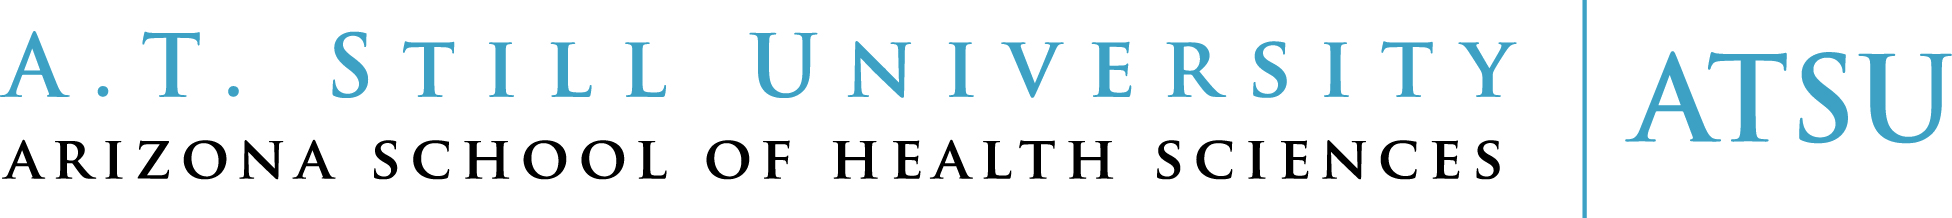 A.T. STILL UNIVERSITY
ARIZONA SCHOOL OF HEALTH SCIENCES
ATSU